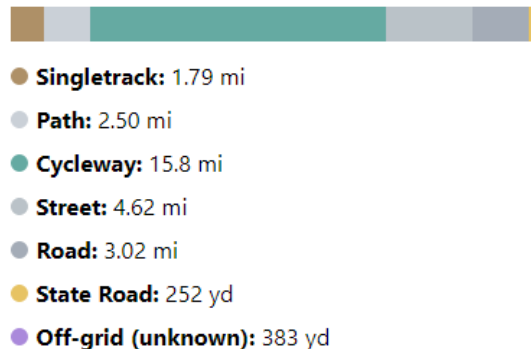 Singletrack: 1.79 mi
Path: 2.50 mi
Cycleway: 15.8 mi
Street: 4.62 mi
Road: 3.02 mi
State Road: 252 yd
Off-grid (unknown): 383 yd